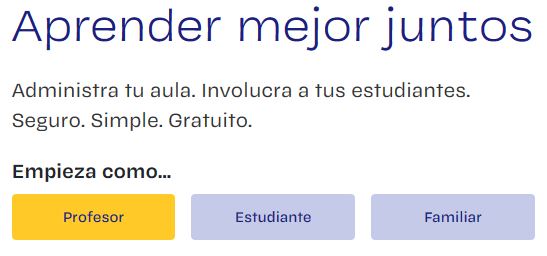 Aprender mejor juntos
Administra tu aula. Involucra a tus estudiantes.
Seguro. Simple. Gratuito.
Empieza como...
Profesor
Estudiante
Familiar